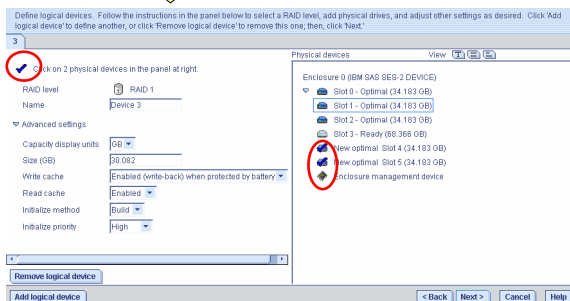 Define logical devices. Follow the instructions in the panel below to select a RAID level, add physical drives, and adjust other settings as desired. Click 'Add
logical device' to define another, or click 'Remove logical device' to remove this one; then, click 'Next.'
3
Physical devices View
Click on 2 physical devices in the panel at right.
RAID level RAID 1
Name Device 3
Advanced settings
Capacity display units GB
Size (GB) 30.082
Write cache Enabled (write-back) when protected by battery
Read cache Enabled
Initialize method Build
Initialize priority High
Enclosure 0 (IBM SAS SES-2 DEVICE)
Slot 0 - Optimal (34.183 GB)
Slot 1 - Optimal (34.183 GB)
Slot 2 - Optimal (34.183 GB)
Slot 3 - Ready (68.366 GB)
New optimal Slot 4 (34.183 GB)
New optimal Slot 5 (34.183 GB)
Enclosure management device
Remove logical device
Add logical device < Back Next > Cancel Help